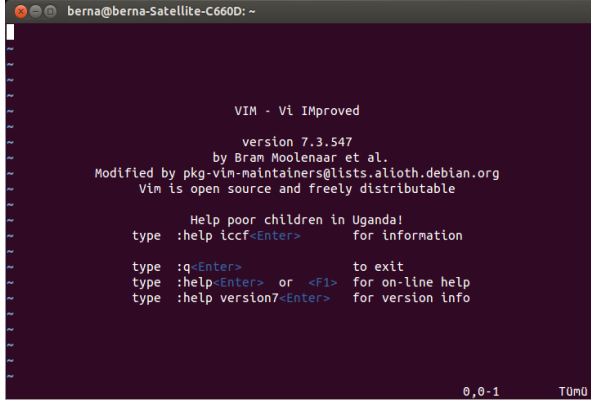 berna@berna-Satellite-C660D: ~
~
~
~
~
VIM - Vi IMproved
~
~
version 7.3.547
~
by Bram Moolenaar et al.
~
Modified by pkg-vim-maintainers@lists.alioth.debian.org
~
Vim is open source and freely distributable
~
~
Help poor children in Uganda!
~
type :help iccf<Enter> for information
~
~
type :q<Enter> to exit
~
type :help<Enter> or <F1> for on-line help
~
type :help version7<Enter> for version info
~
~
~
~
~
0,0-1 Tümü